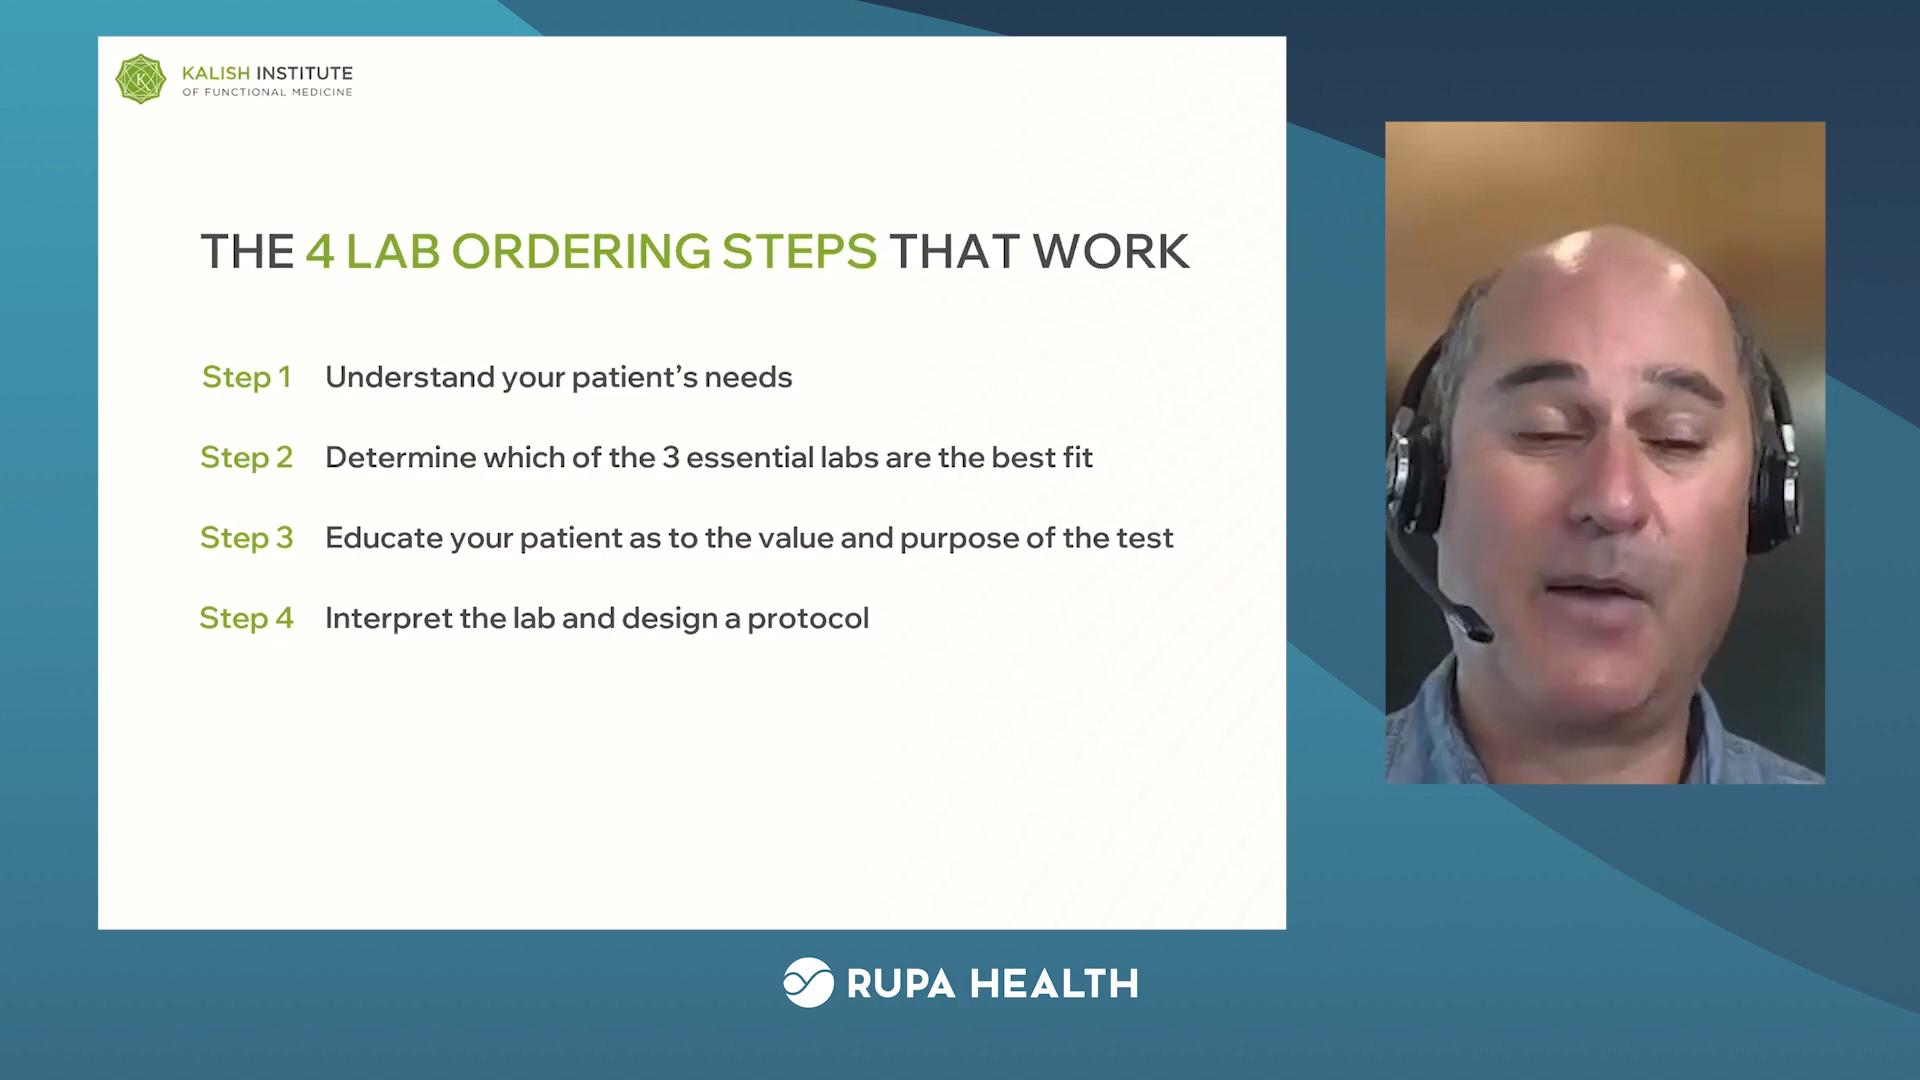 KALISH INSTITUTE
OF FUNCTIONAL MEDICINE
THE 4 LAB ORDERING STEPS THAT WORK
Step 1 Understand your patient’s needs
Step 2 Determine which of the 3 essential labs are the best fit
Step 3 Educate your patient as to the value and purpose of the test
Step 4 Interpret the lab and design a protocol
RUPA HEALTH